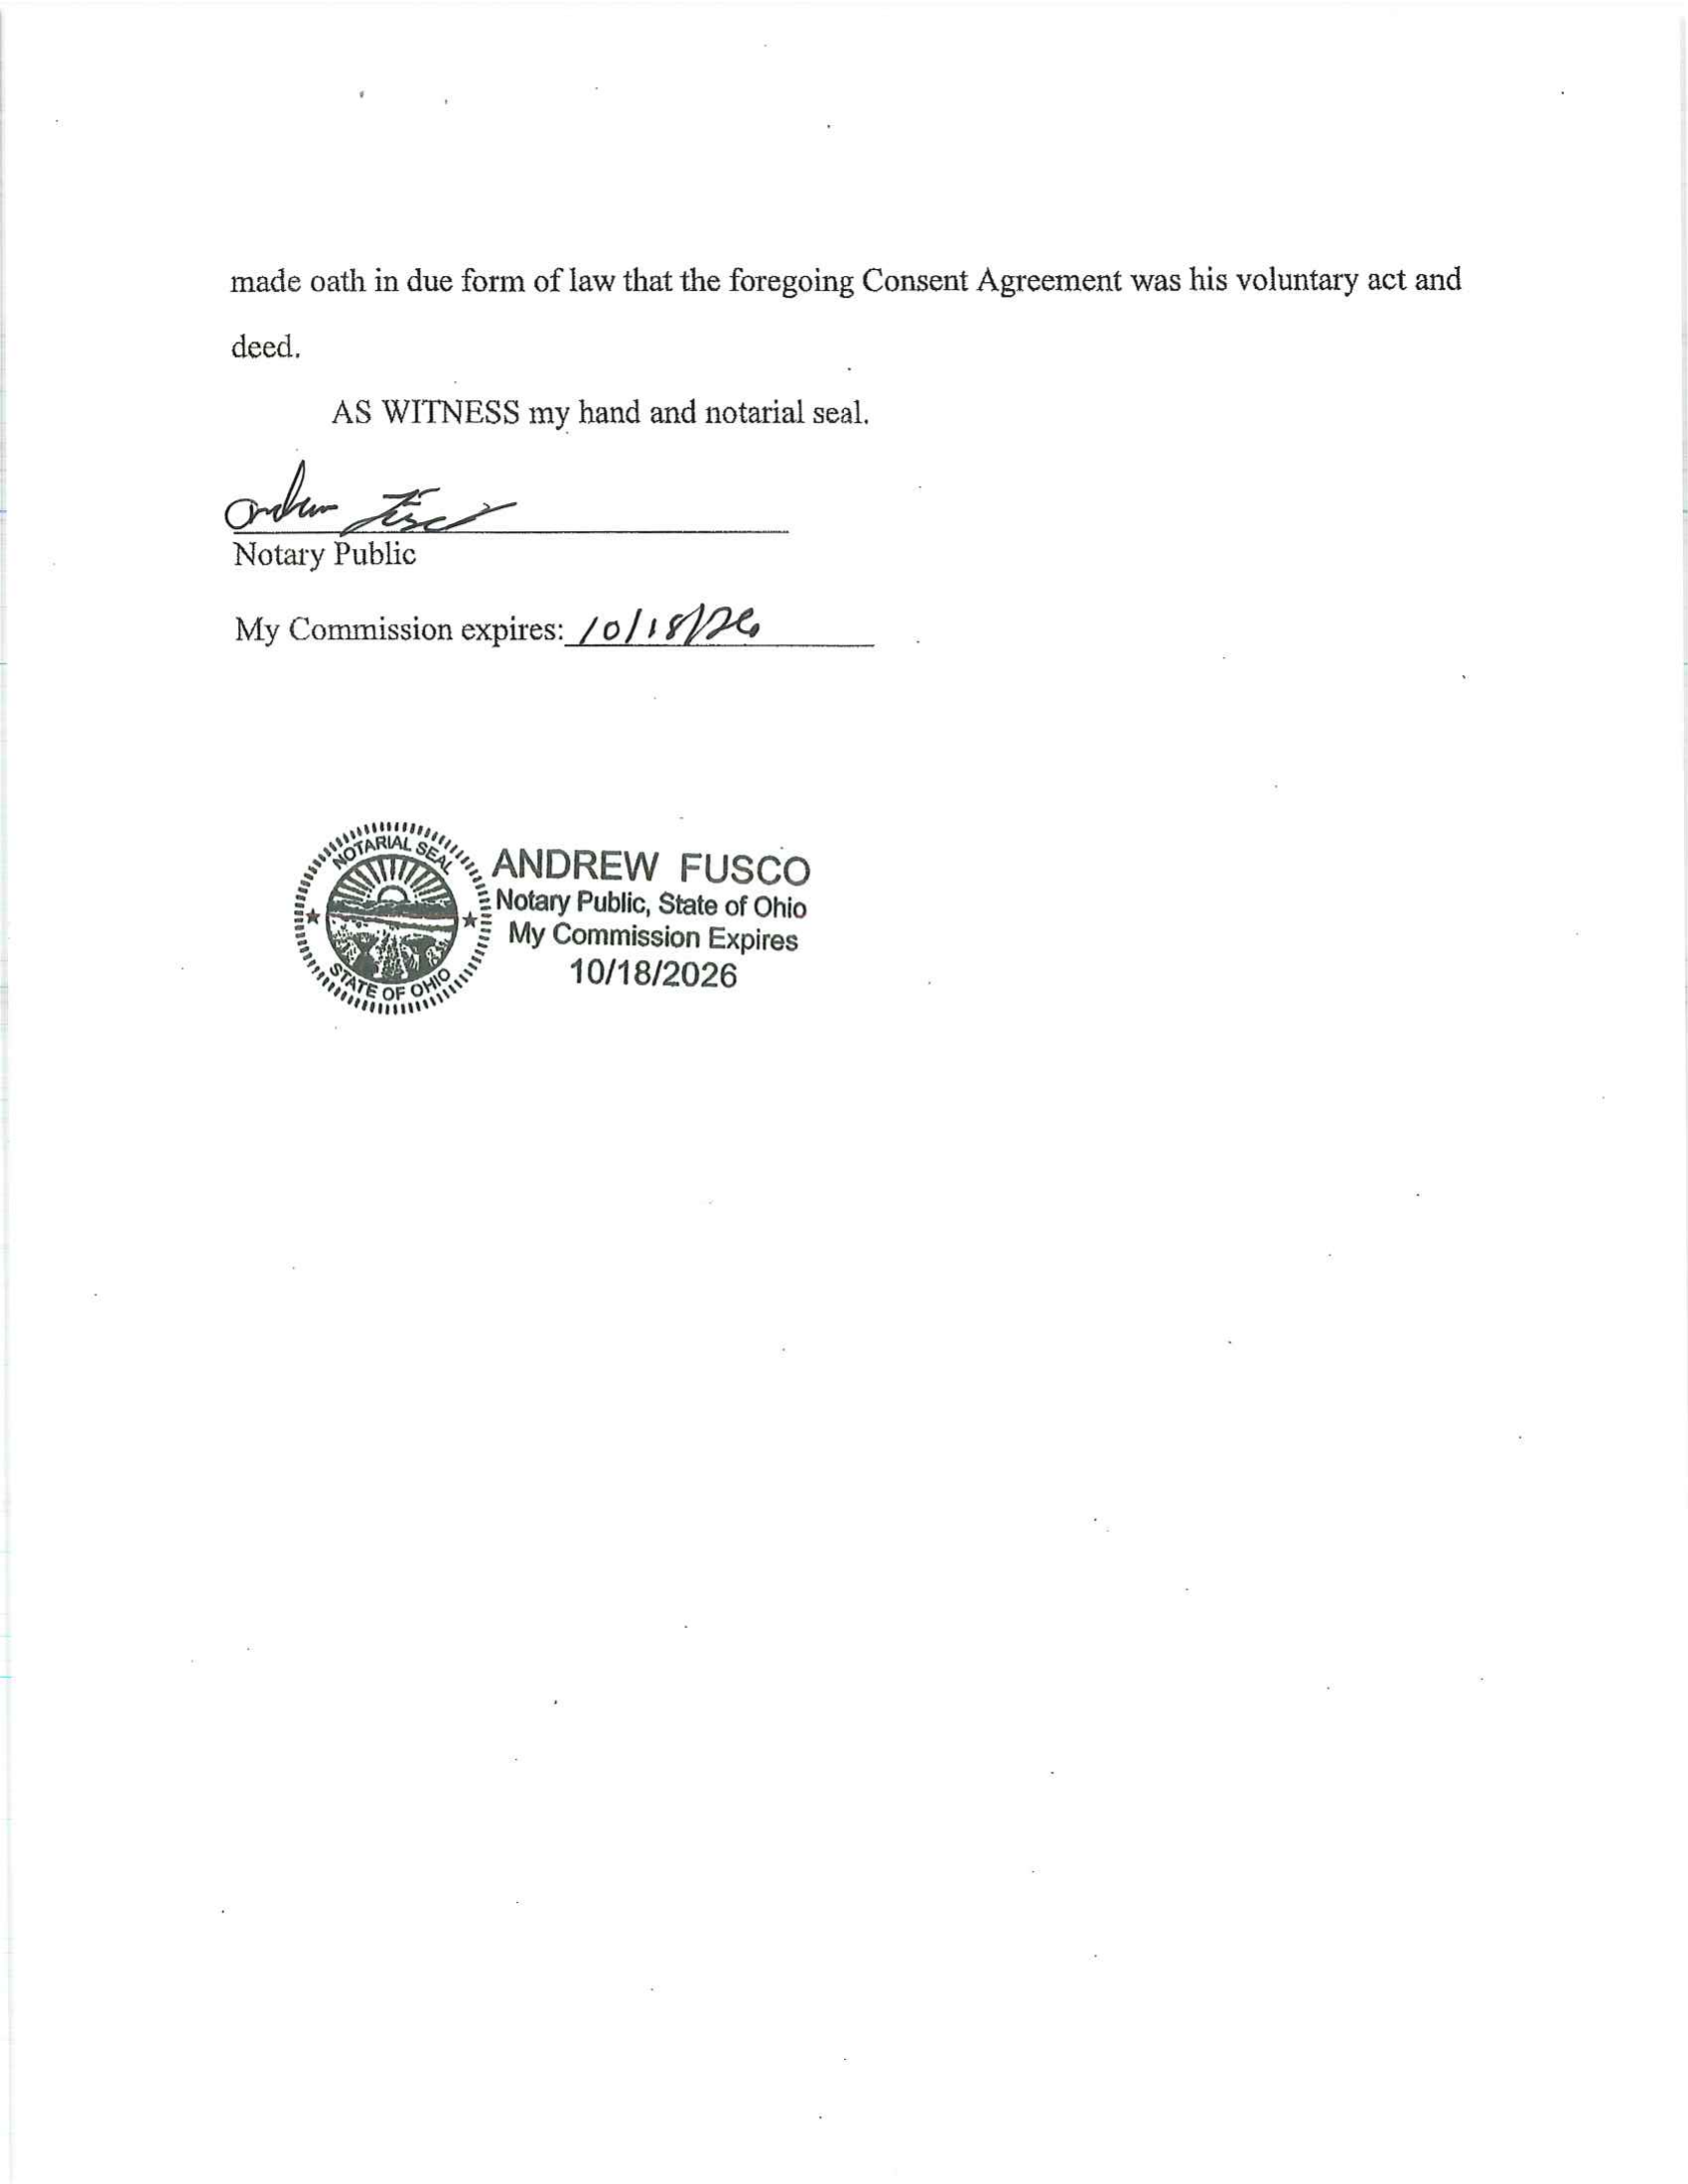 made oath in due form of law that the foregoing Consent Agreement was his voluntary act and
deed.
AS WITNESS my hand and notarial seal.
Andrew Fusco
Notary Public
My Commission expires: 10/18/26
NOTARIAL SEAL
STATE OF OHIO
ANDREW FUSCO
Notary Public, State of Ohio
My Commission Expires
10/18/2026